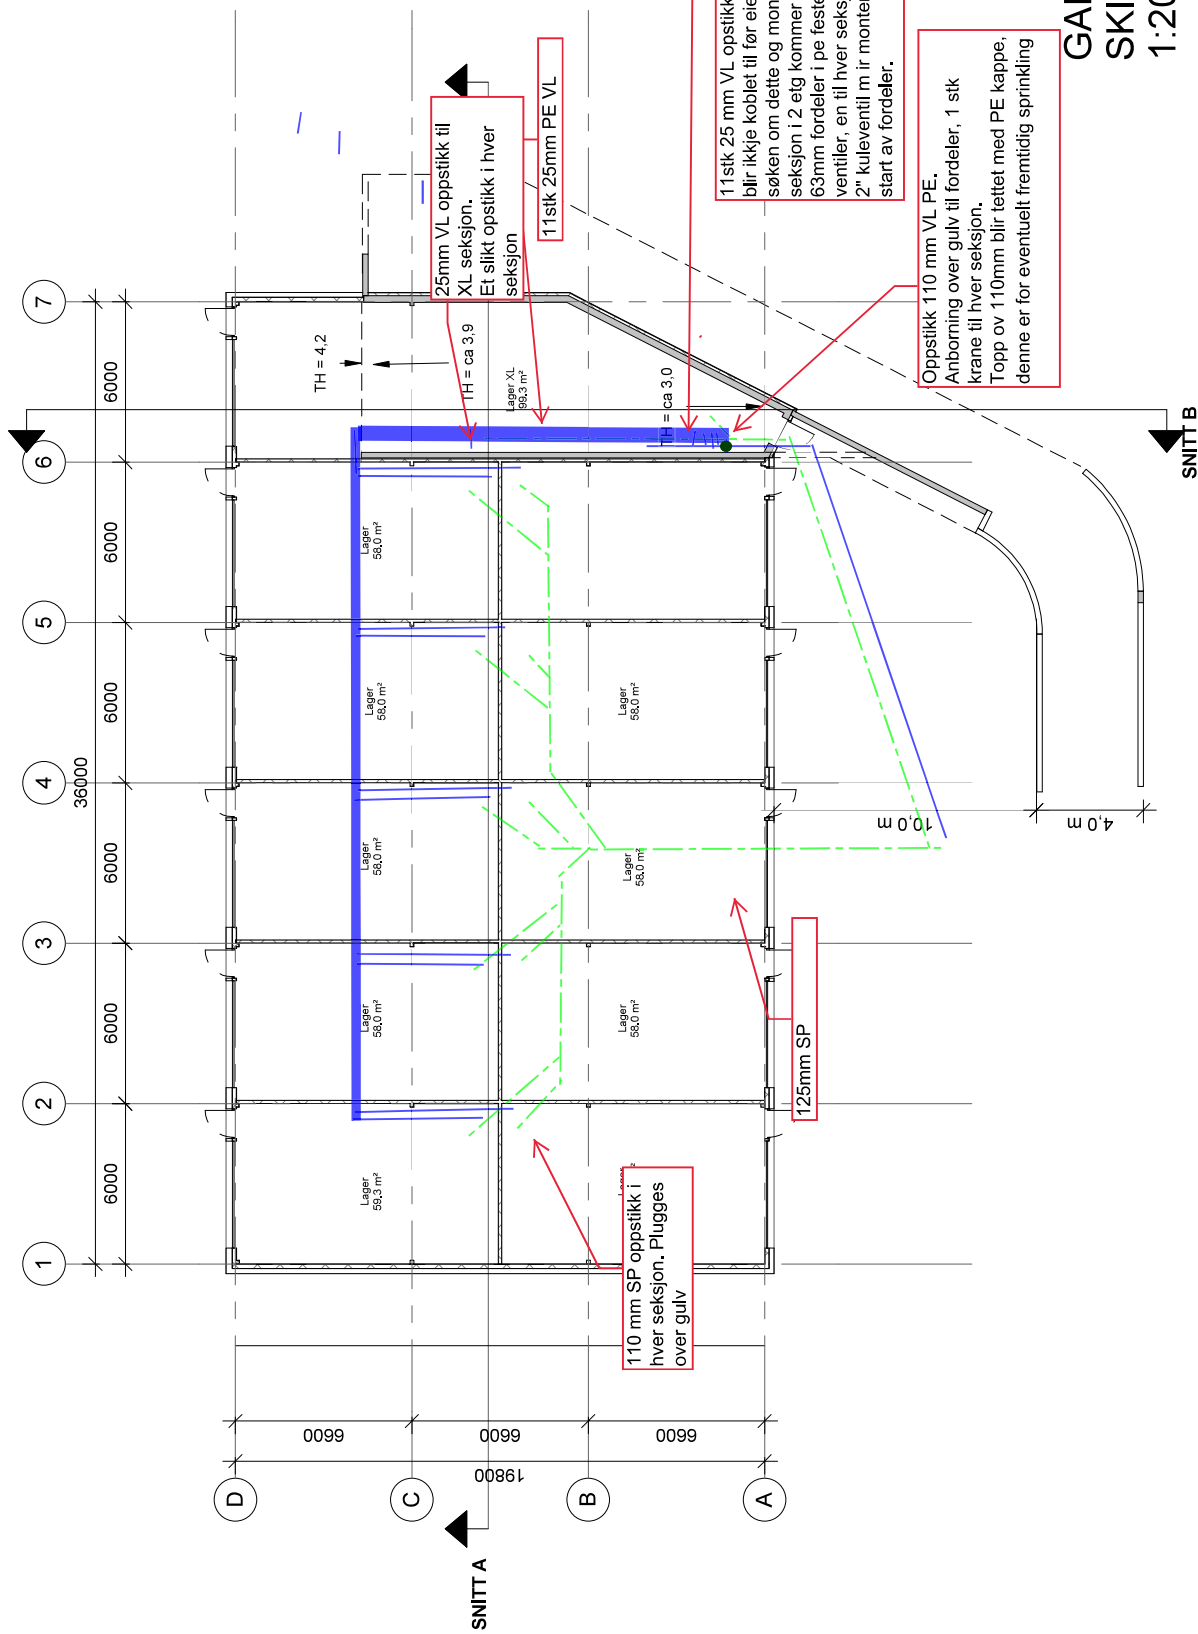 GA
SKI
1:20
11stk 25 mm VL opstikk
blir ikkje koblet til før eie
søken om dette og mon
seksjon i 2 etg kommer
63mm fordeler i pe feste
ventiler, en til hver seks
2" kuleventil m ir monter
start av fordeler.
25mm VL oppstikk til
XL seksjon.
Et slikt opstikk i hver
seksjon
11stk 25mm PE VL
Oppstikk 110 mm VL PE.
Anborning over gulv til fordeler, 1 stk
krane til hver seksjon.
Topp ov 110mm blir tettet med PE kappe,
denne er for eventuelt fremtidig sprinkling
7
6
5
4
3
2
1
6000
6000
6000
6000
6000
6000
36000
TH = 4,2
TH = ca 3,9
Lager XL
99.3 m²
TH = ca 3,0
Lager
58.0 m²
Lager
58.0 m²
Lager
58.0 m²
Lager
58.0 m²
Lager
58.0 m²
Lager
58.0 m²
Lager
58.0 m²
Lager
59.3 m²
10,0 m
4,0 m
125mm SP
110 mm SP oppstikk i
hver seksjon. Plugges
over gulv
6600
6600
6600
19800
D
C
B
A
SNITT A
SNITT B